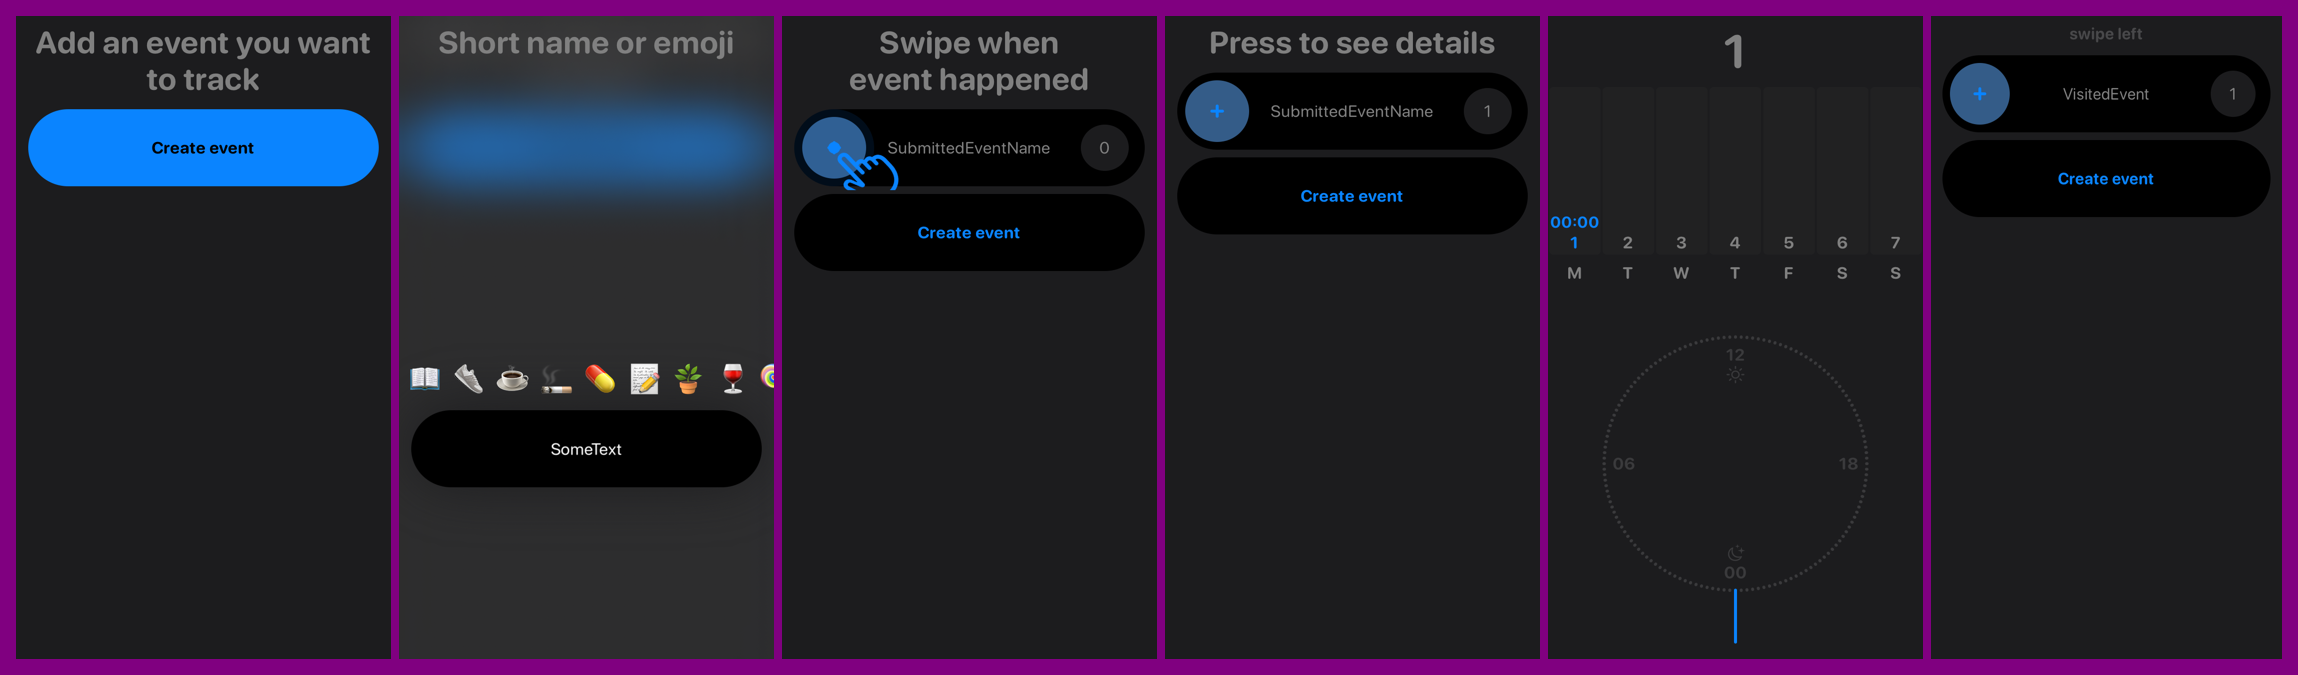 Add an event you want
to track
Create event
Short name or emoji
SomeText
Swipe when
event happened
SubmittedEventName 0
Create event
Press to see details
+ SubmittedEventName 1
Create event
1
00:00
1 2 3 4 5 6 7
M T W T F S S
12
06 18
00
swipe left
+ VisitedEvent 1
Create event